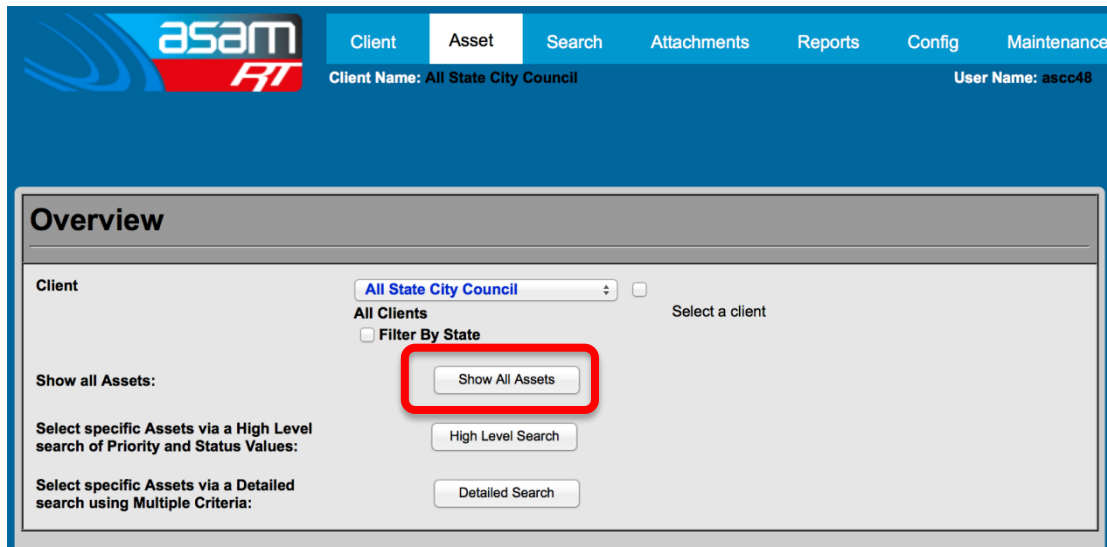 asam
RT
Client Asset Search Attachments Reports Config Maintenance
Client Name: All State City Council User Name: ascc48
Overview
Client
All State City Council
All Clients Select a client
Filter By State
Show all Assets: Show All Assets
Select specific Assets via a High Level
search of Priority and Status Values: High Level Search
Select specific Assets via a Detailed
search using Multiple Criteria: Detailed Search